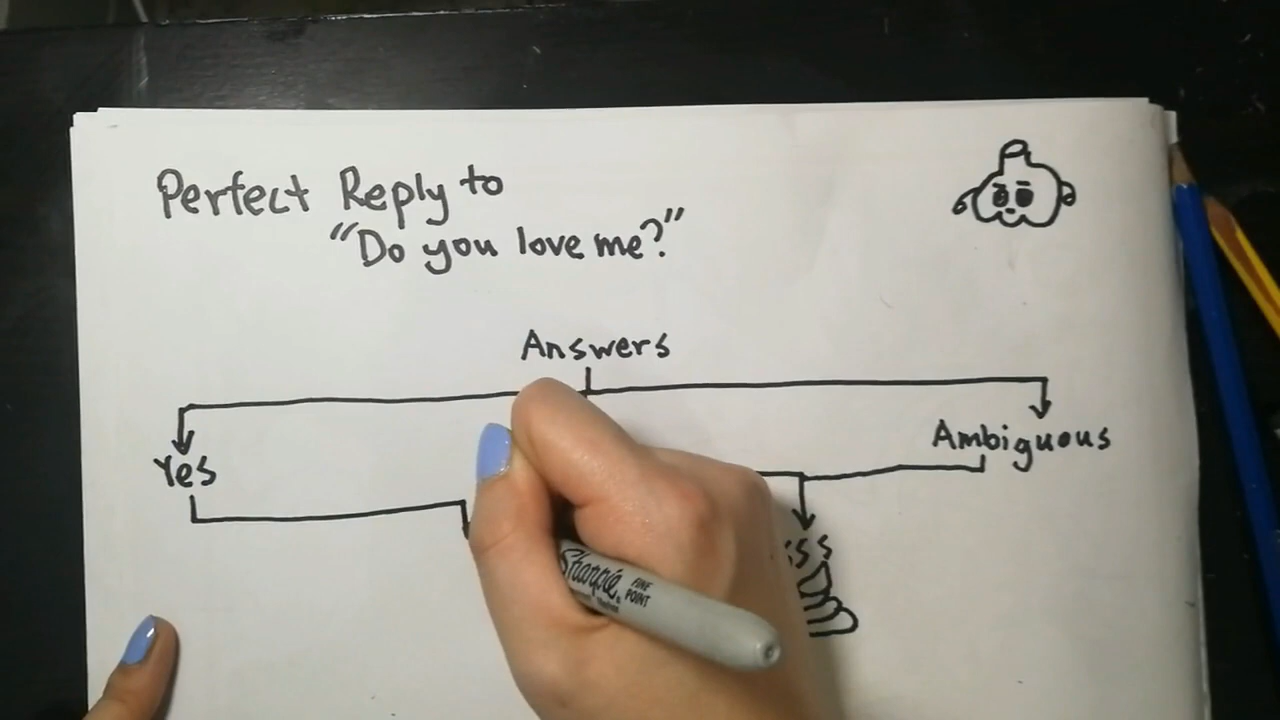 Perfect Reply to
"Do you love me?"
Answers
Yes
Ambiguous
Sharpie
FINE
POINT